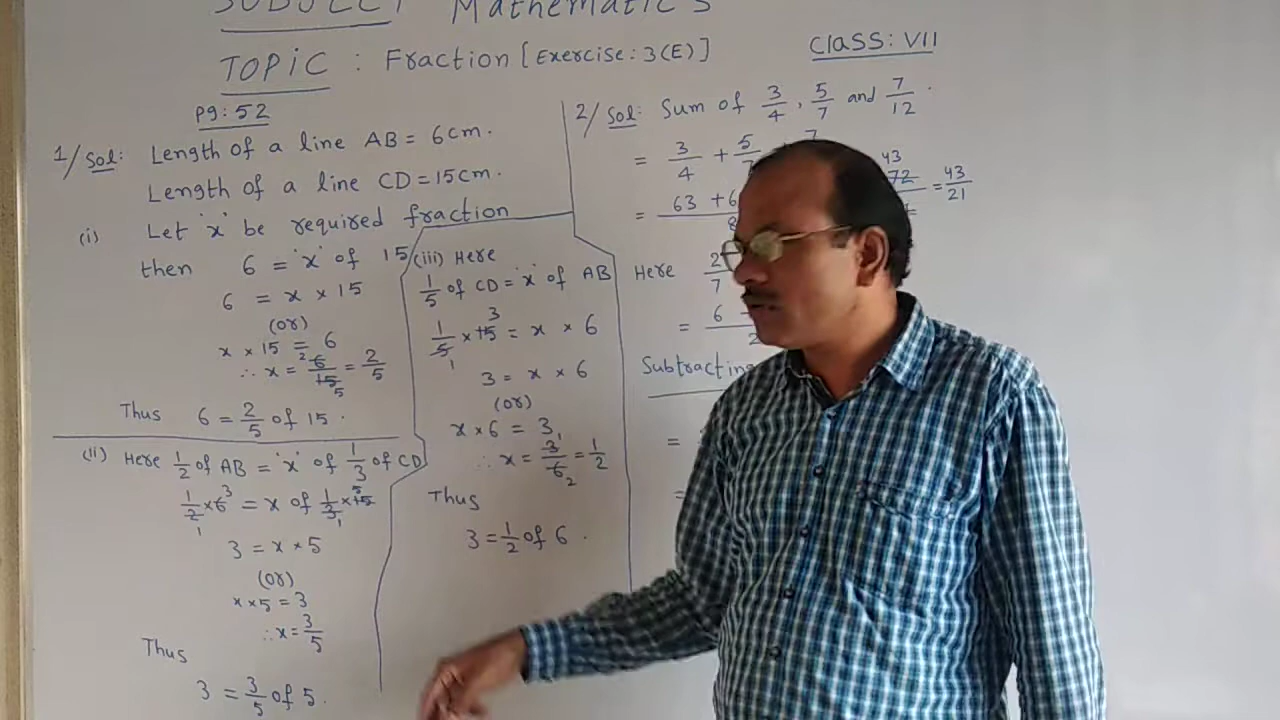 SUBJECT Mathematics
TOPIC : Fraction [Exercise: 3(E)]
CLASS: VII
Pg: 52
1/ Sol: Length of a line AB = 6cm.
Length of a line CD = 15cm.
(i) Let 'x' be required fraction
then 6 = 'x' of 15
6 = x × 15
(or)
x × 15 = 6
∴ x = 6/15 = 2/5
Thus 6 = 2/5 of 15.
(ii) Here 1/2 of AB = 'x' of 1/3 of CD
1/2 × 6 = x of 1/3 × 15
3 = x × 5
(or)
x × 5 = 3
∴ x = 3/5
Thus
3 = 3/5 of 5.
(iii) Here
1/5 of CD = 'x' of AB
1/5 × 15 = x × 6
3 = x × 6
(or)
x × 6 = 3
∴ x = 3/6 = 1/2
Thus
3 = 1/2 of 6.
2/ Sol: Sum of 3/4, 5/7 and 7/12.
= 3/4 + 5/7
= 63 + 6 = 43/21
Here 2/7
= 6
Subtracting
=
=